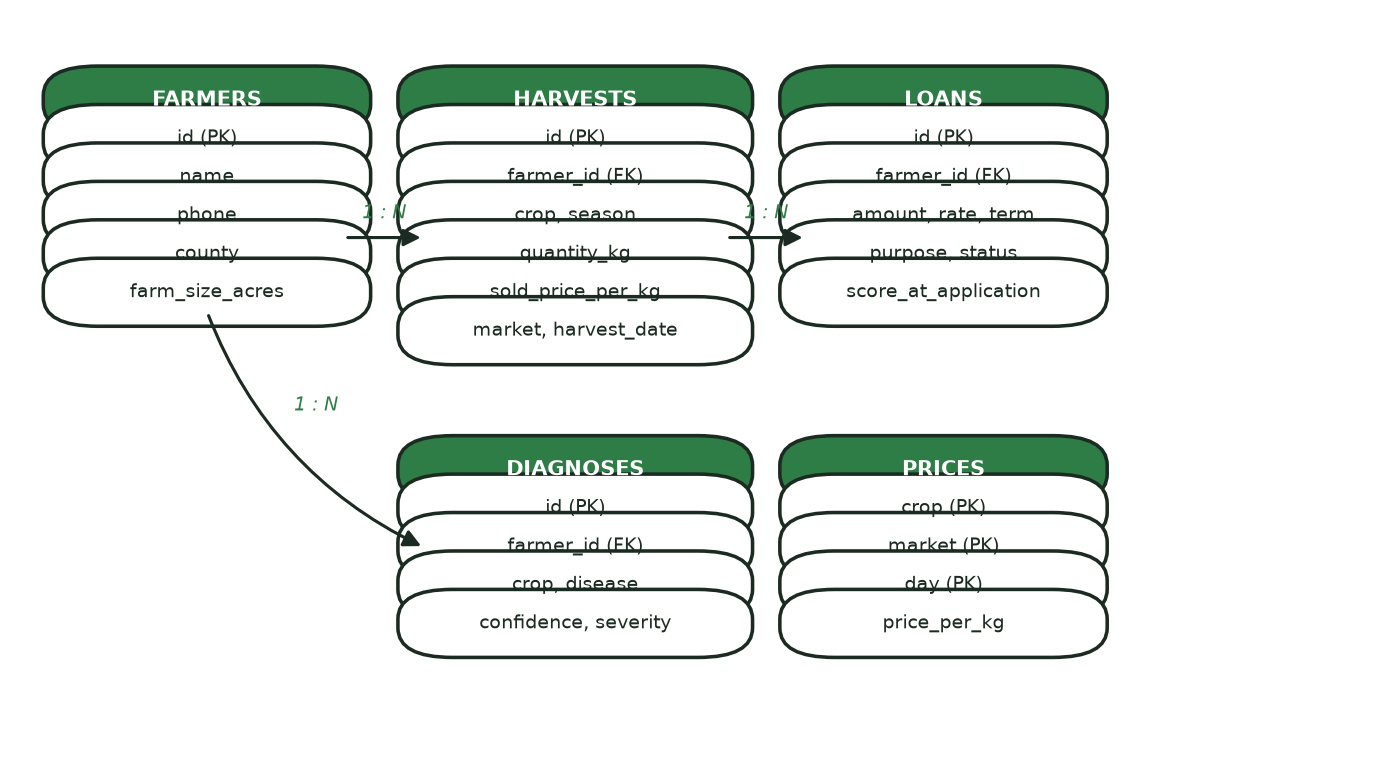 FARMERS
id (PK)
name
phone
county
farm_size_acres
1 : N
HARVESTS
id (PK)
farmer_id (FK)
crop, season
quantity_kg
sold_price_per_kg
market, harvest_date
1 : N
LOANS
id (PK)
farmer_id (FK)
amount, rate, term
purpose, status
score_at_application
1 : N
DIAGNOSES
id (PK)
farmer_id (FK)
crop, disease
confidence, severity
PRICES
crop (PK)
market (PK)
day (PK)
price_per_kg